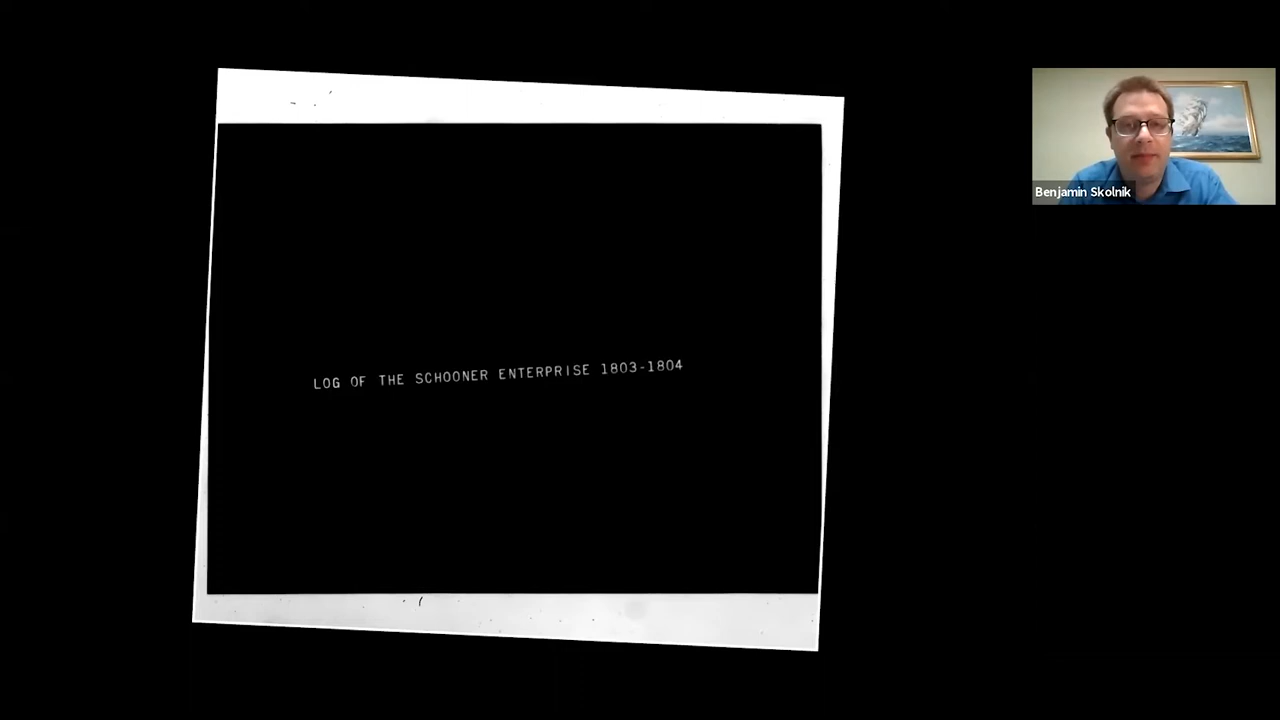 LOG OF THE SCHOONER ENTERPRISE 1803-1804
Benjamin Skolnik